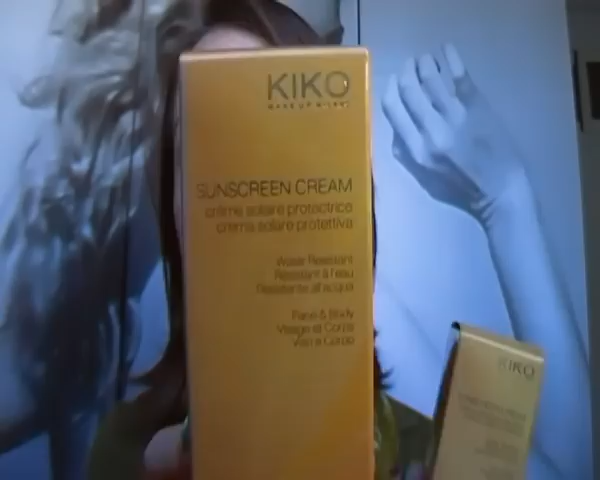 KIKO
MAKE UP MILANO
SUNSCREEN CREAM
crème solaire protectrice
crema solare protettiva
Water Resistant
Résistant à l'eau
Resistente all'acqua
Face & Body
Visage et Corps
Viso e Corpo
KIKO